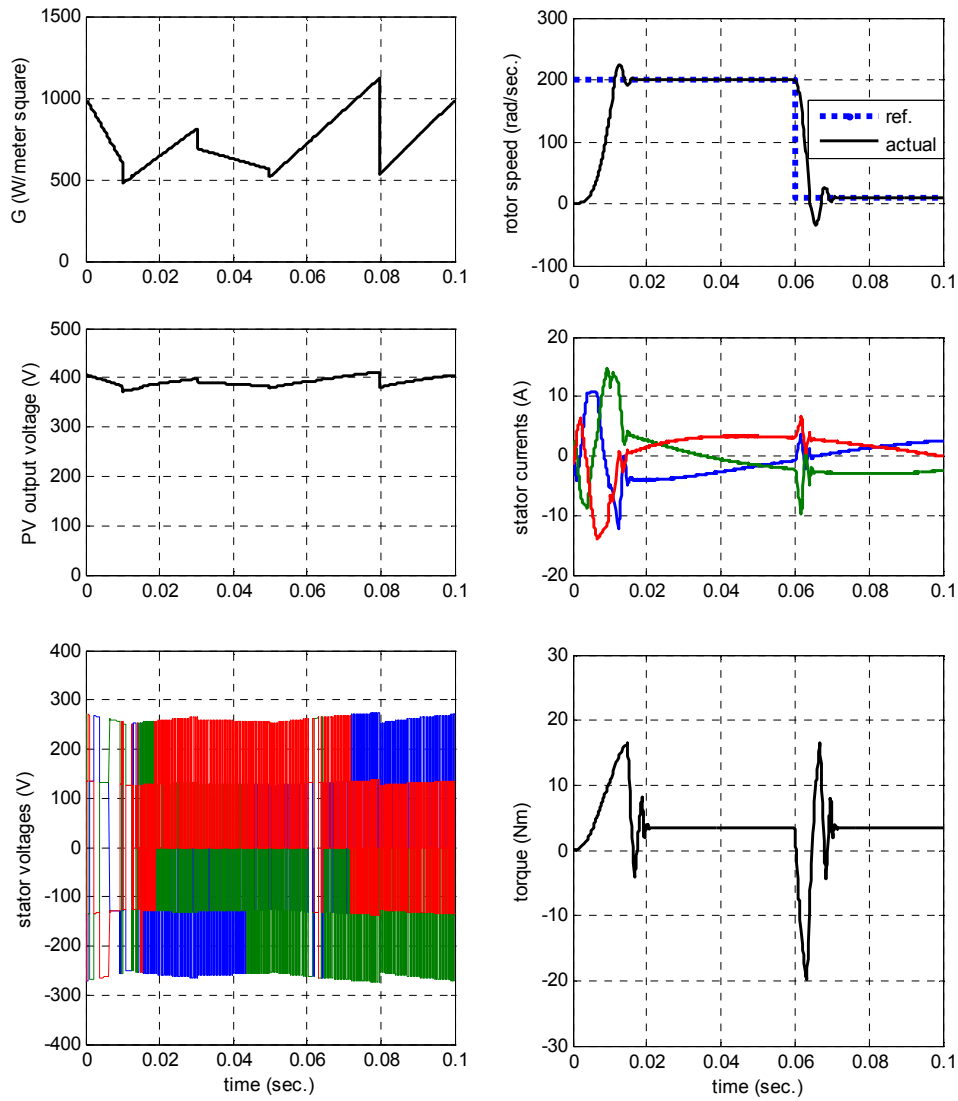 G (W/meter square)
1500
1000
500
0
0 0.02 0.04 0.06 0.08 0.1
rotor speed (rad/sec.)
300
200
100
0
-100
0 0.02 0.04 0.06 0.08 0.1
ref.
actual
PV output voltage (V)
500
400
300
200
100
0
0 0.02 0.04 0.06 0.08 0.1
stator currents (A)
20
10
0
-10
-20
0 0.02 0.04 0.06 0.08 0.1
stator voltages (V)
400
300
200
100
0
-100
-200
-300
-400
0 0.02 0.04 0.06 0.08 0.1
time (sec.)
torque (Nm)
30
20
10
0
-10
-20
-30
0 0.02 0.04 0.06 0.08 0.1
time (sec.)